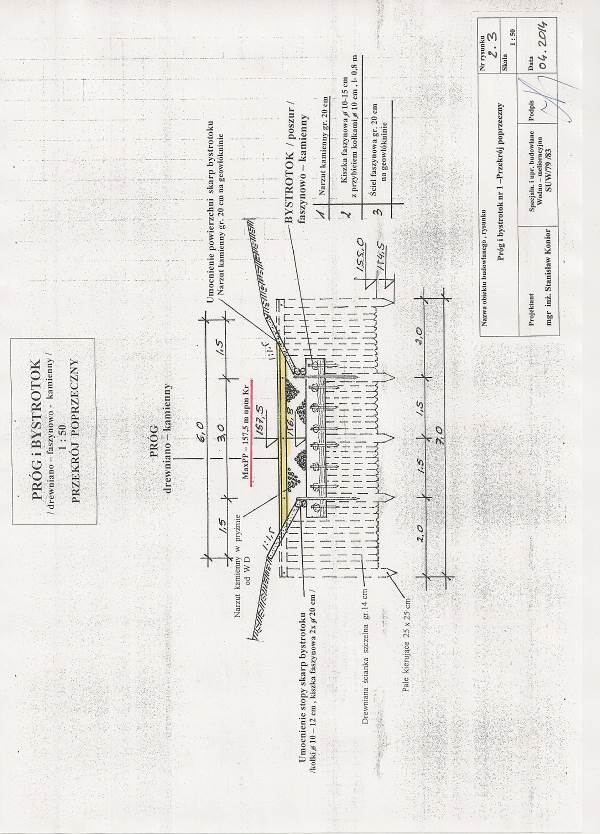 PRÓG i BYSTROTOK
/ drewniano - faszynowo - kamienny /
1 : 50
PRZEKRÓJ POPRZECZNY
PRÓG
drewniano – kamienny
6,0
1,5
3,0
1,5
MaxPP – 157,5 m npm Kr
157,5
156,8
1:1,5
1:1,5
Narzut kamienny w pryzmie
od WD
Umocnienie powierzchni skarp bystrotoku
Narzut kamienny gr. 20 cm na geowłókninie
BYSTROTOK / poszur /
faszynowo – kamienny
1 Narzut kamienny gr. 20 cm
2 Kiszka faszynowa ø 10-15 cm
z przybiciem kołkami ø 10 cm , l- 0,8 m
3 Ściel faszynowa gr. 20 cm
na geowłókninie
155,0
154,5
Umocnienie stopy skarp bystrotoku
/kołki ø 10 – 12 cm , kiszka faszynowa 2x ø 20 cm /
Drewniana ścianka szczelna gr.14 cm
Pale kierujące 25 x 25 cm
2,0
1,5
1,5
2,0
7,0
Nazwa obiektu budowlanego , rysunku
Próg i bystrotok nr 1 –Przekrój poprzeczny
Nr rysunku
2.3
Skala
1 : 50
Projektant
mgr inż. Stanisław Konior
Specjaln. i upr. budowlane
Wodno – melioracyjna
SUW/79 /83
Podpis
Data
04.2014